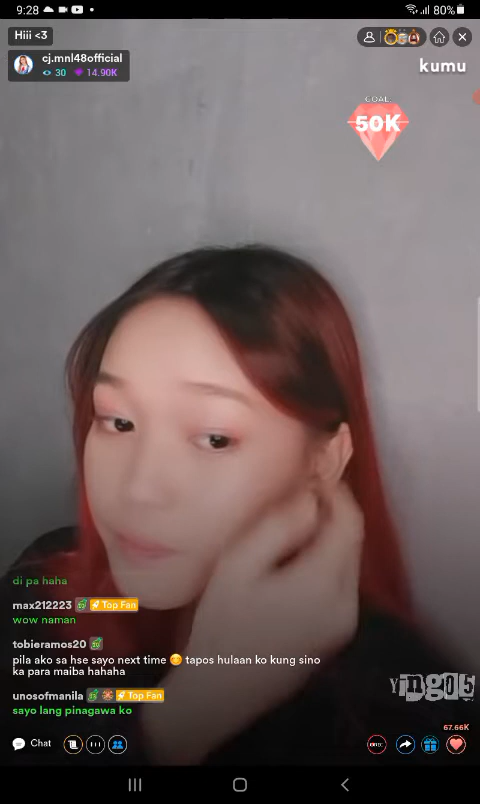 9:28
80%
Hiii <3
cj.mnl48official
30
14.90K
kumu
GOAL:
50K
di pa haha
max212223 Top Fan
wow naman
tobieramos20
pila ako sa hse sayo next time 😊 tapos hulaan ko kung sino
ka para maiba hahaha
unosofmanila Top Fan
sayo lang pinagawa ko
Yingo5
67.66K
Chat